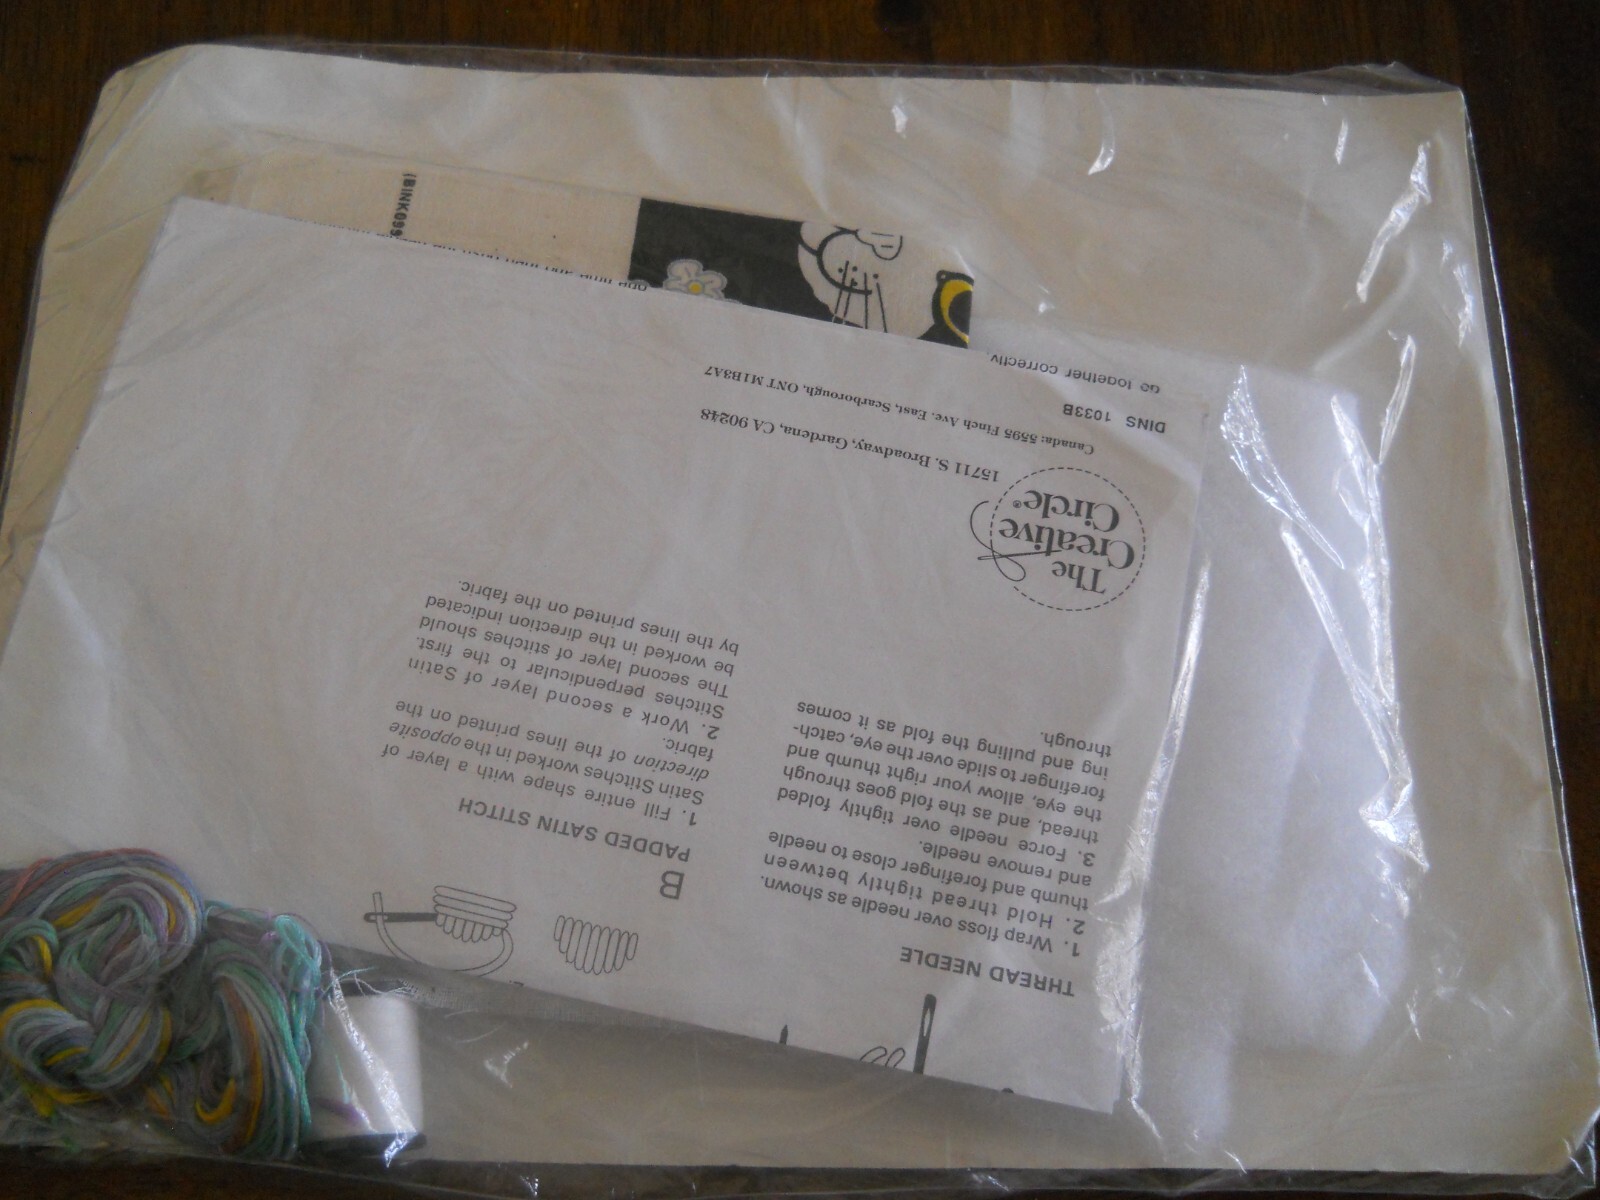 THREAD NEEDLE
1. Wrap floss over needle as shown.
2. Hold thread tightly between
thumb and forefinger close to needle
and remove needle.
3. Force needle over tightly folded
thread, and as the fold goes through
the eye, allow your right thumb and
forefinger to slide over the eye, catch-
ing and pulling the fold as it comes
through.
B
PADDED SATIN STITCH
1. Fill entire shape with a layer of
Satin Stitches worked in the opposite
direction of the lines printed on the
fabric.
2. Work a second layer of Satin
Stitches perpendicular to the first.
The second layer of stitches should
be worked in the direction indicated
by the lines printed on the fabric.
The
Creative
Circle®
15711 S. Broadway, Gardena, CA 90248
Canada: 5595 Finch Ave. East, Scarborough, ONT M1B3A7
DINS 1033B
together correctly.